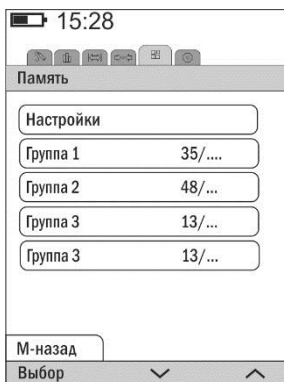 15:28
Память
Настройки
Группа 1 35/....
Группа 2 48/...
Группа 3 13/...
Группа 3 13/...
М-назад
Выбор